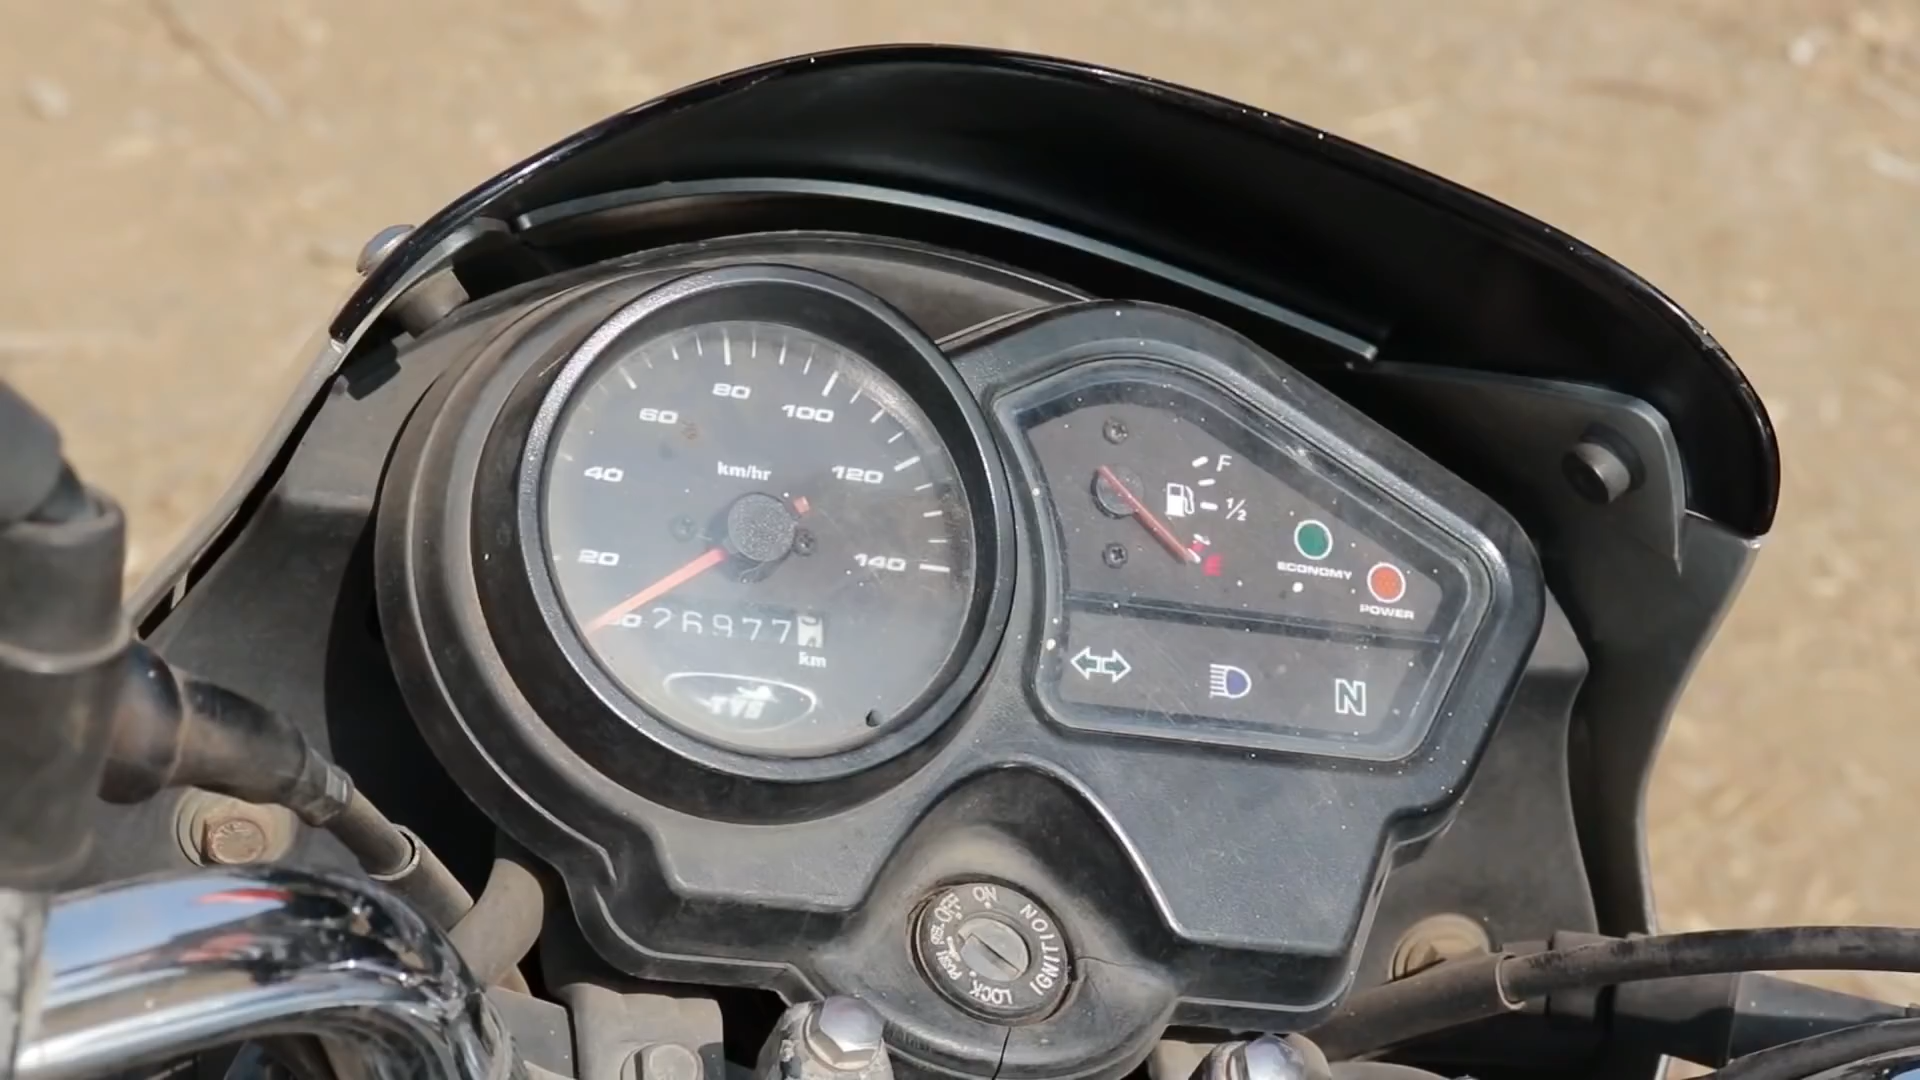 80
60
100
km/hr
40
120
20
140
26977
km
TVS
F
1/2
E
ECONOMY
POWER
N
ON
OFF
IGNITION
PUSH
LOCK